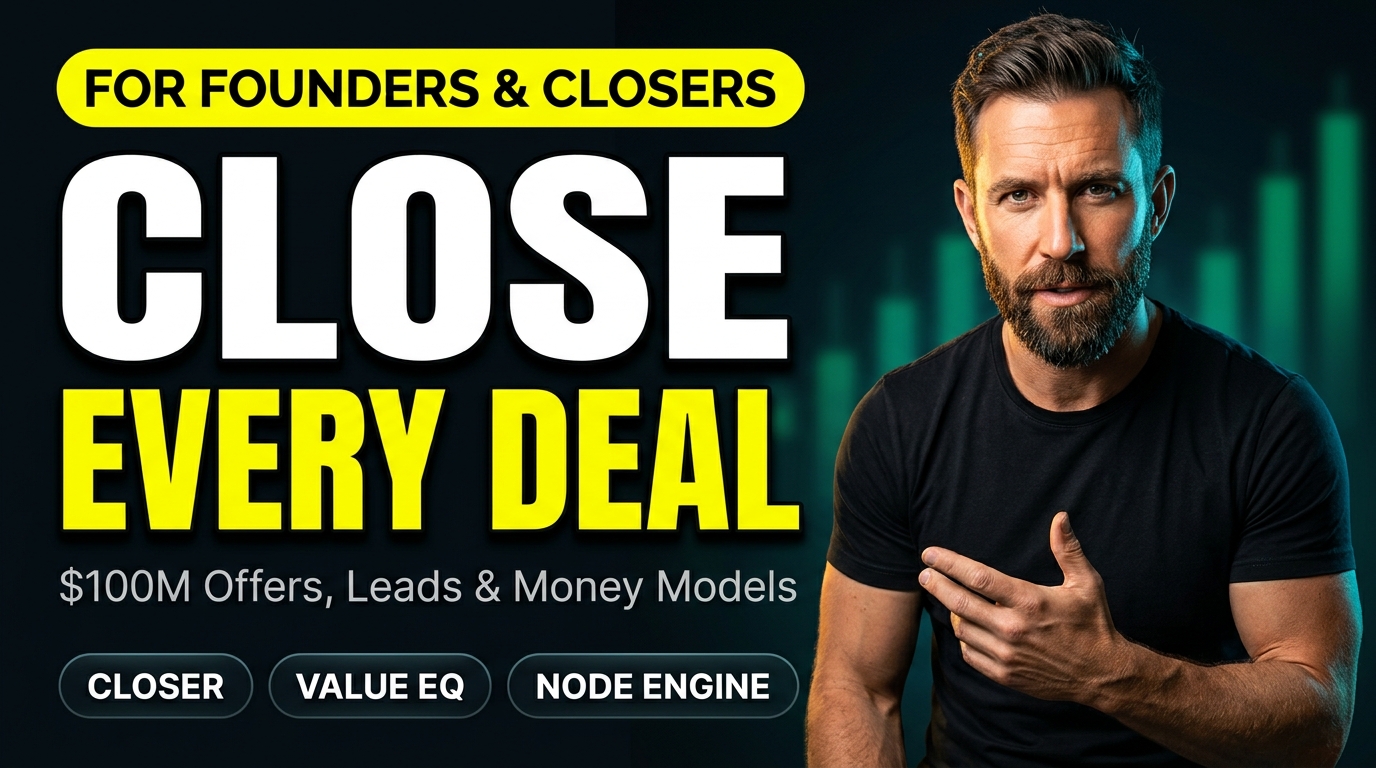 FOR FOUNDERS & CLOSERS
CLOSE
EVERY DEAL
$100M Offers, Leads & Money Models
CLOSER
VALUE EQ
NODE ENGINE